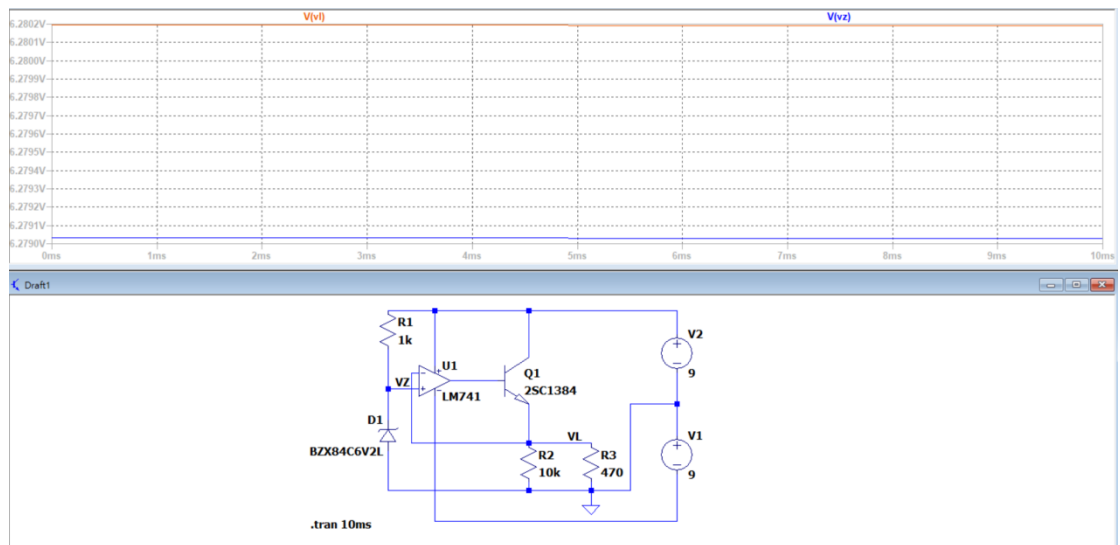 V(vl) V(vz)
6.2802V
6.2801V
6.2800V
6.2799V
6.2798V
6.2797V
6.2796V
6.2795V
6.2794V
6.2793V
6.2792V
6.2791V
6.2790V
0ms 1ms 2ms 3ms 4ms 5ms 6ms 7ms 8ms 9ms 10ms
Draft1
R1
1k
V2
9
U1
LM741
Q1
2SC1384
VZ
D1
BZX84C6V2L
VL
R2
10k
R3
470
V1
9
.tran 10ms